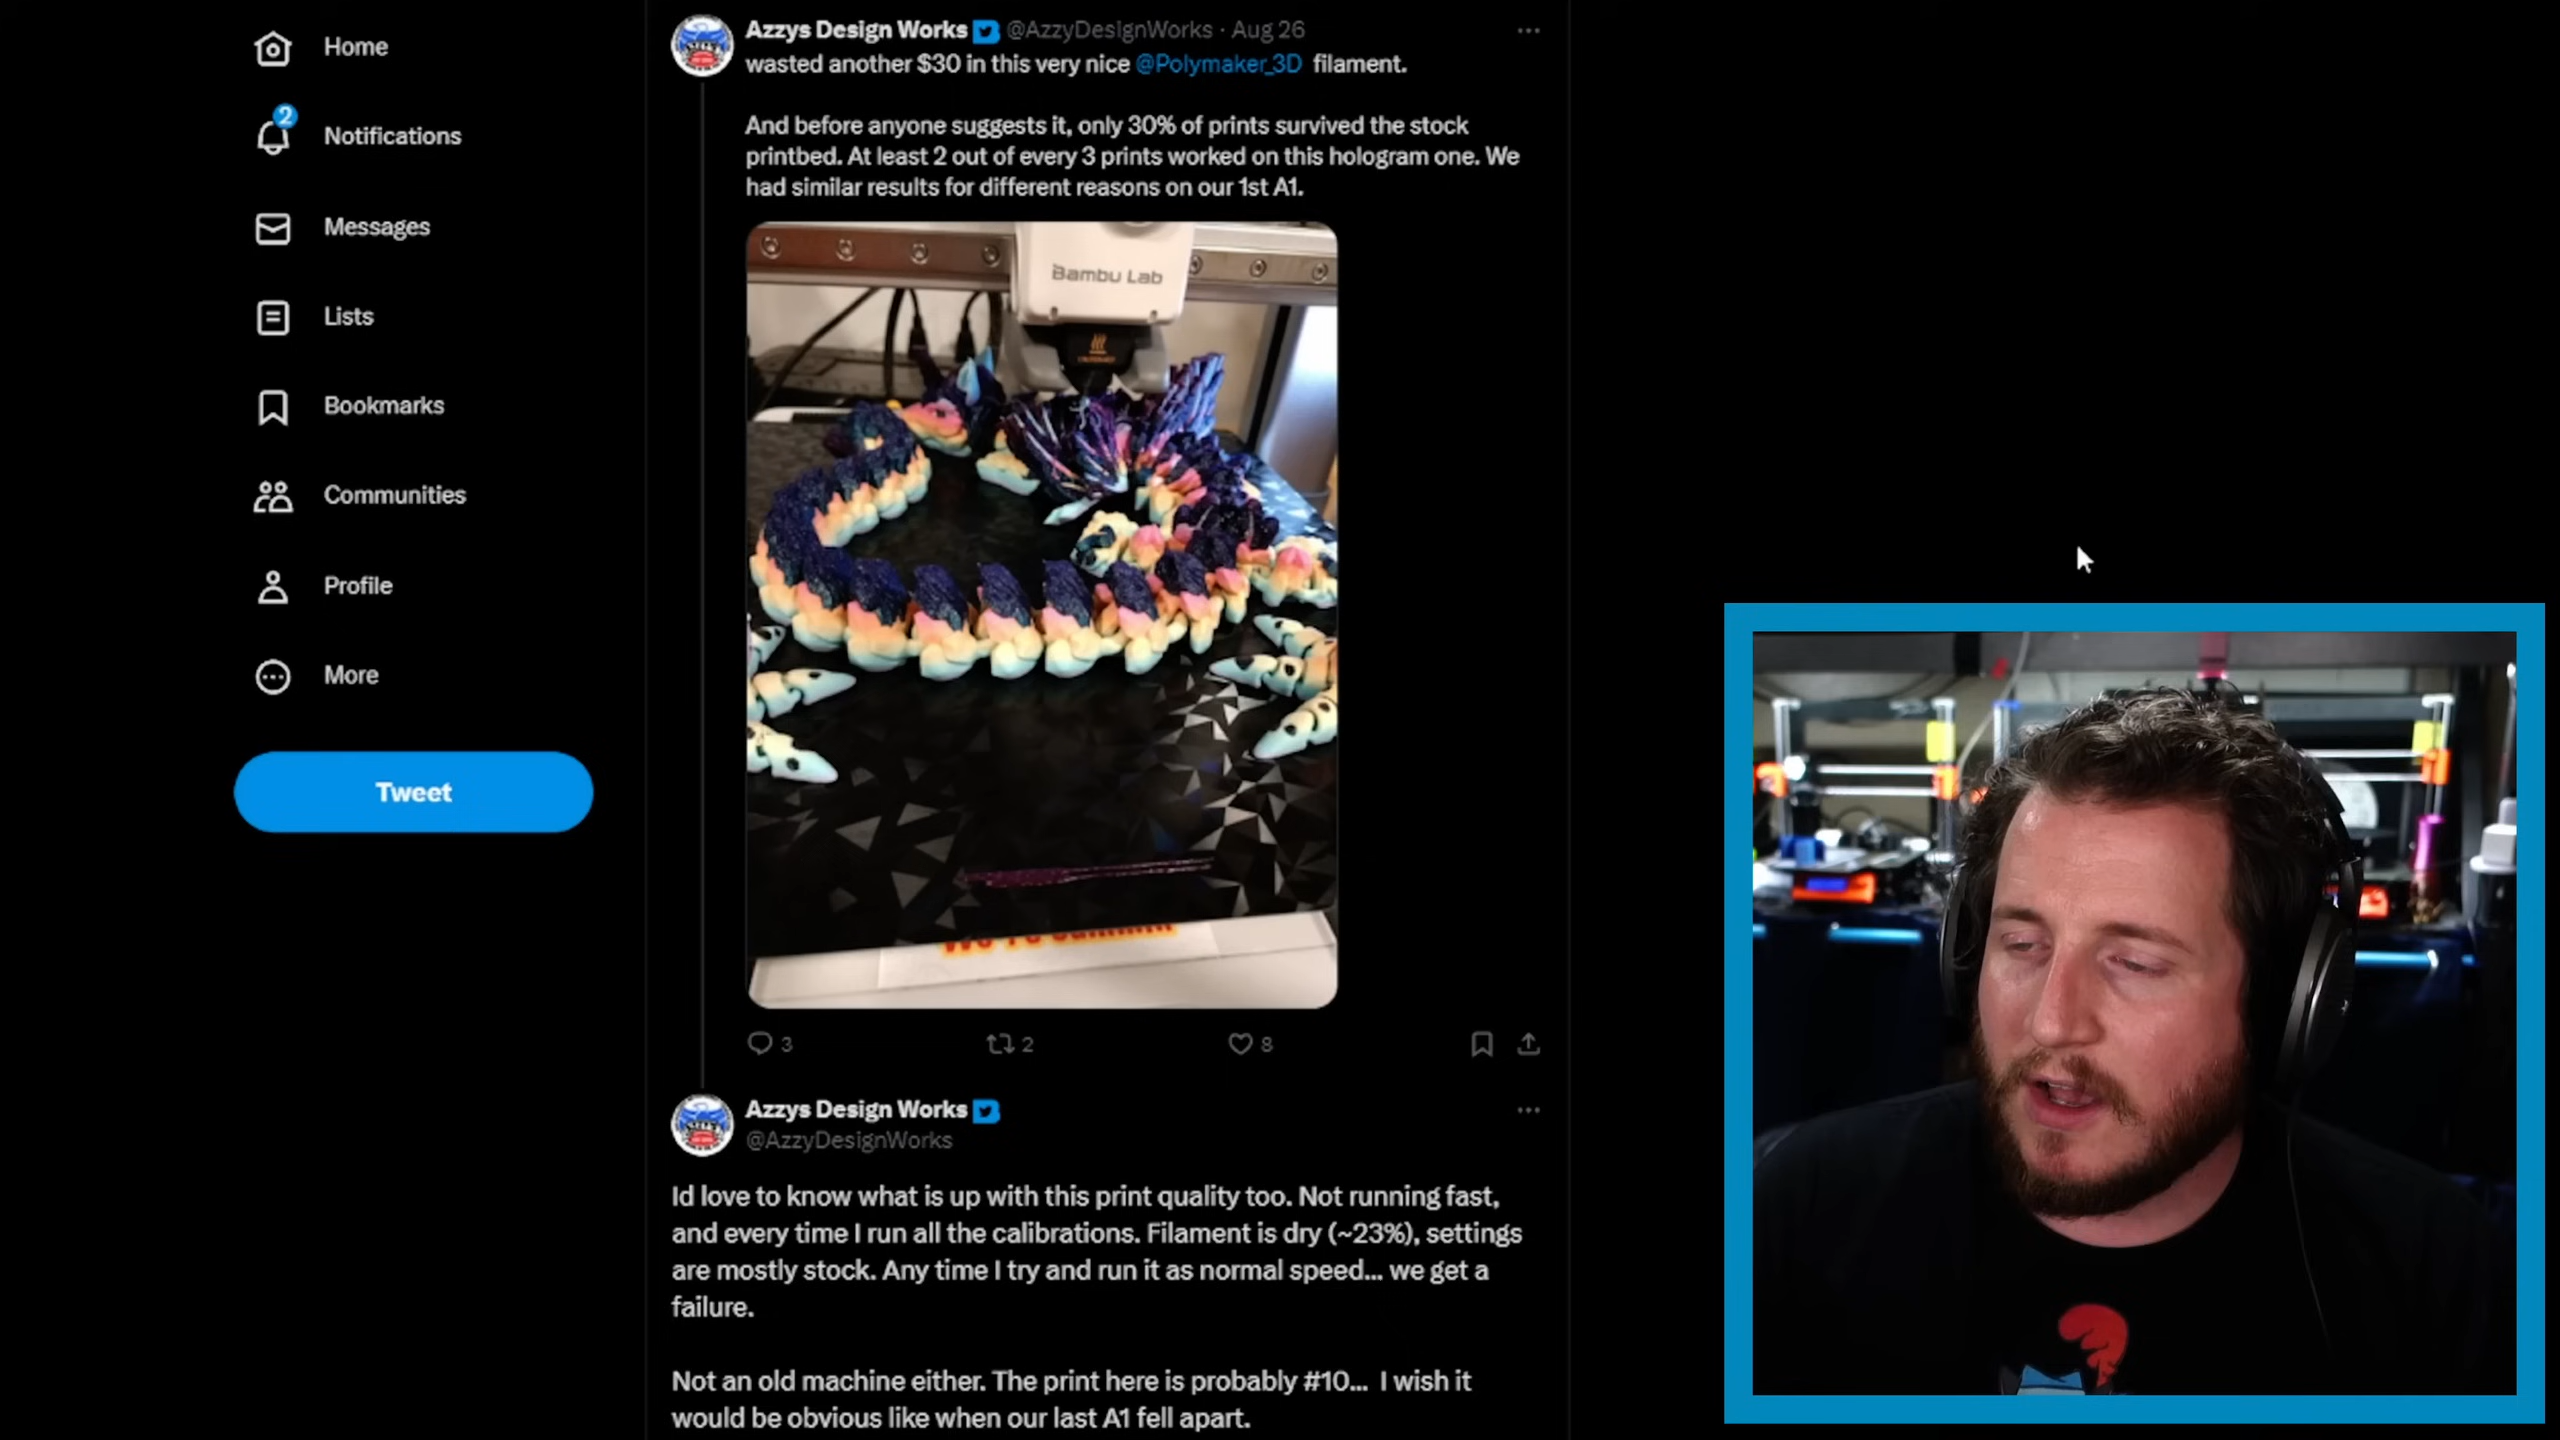 Home
2
Notifications
Messages
Lists
Bookmarks
Communities
Profile
More
Tweet
Azzys Design Works @AzzyDesignWorks · Aug 26
wasted another $30 in this very nice @Polymaker_3D filament.
And before anyone suggests it, only 30% of prints survived the stock
printbed. At least 2 out of every 3 prints worked on this hologram one. We
had similar results for different reasons on our 1st A1.
Bambu Lab
3
2
8
Azzys Design Works
@AzzyDesignWorks
Id love to know what is up with this print quality too. Not running fast,
and every time I run all the calibrations. Filament is dry (~23%), settings
are mostly stock. Any time I try and run it as normal speed... we get a
failure.
Not an old machine either. The print here is probably #10... I wish it
would be obvious like when our last A1 fell apart.